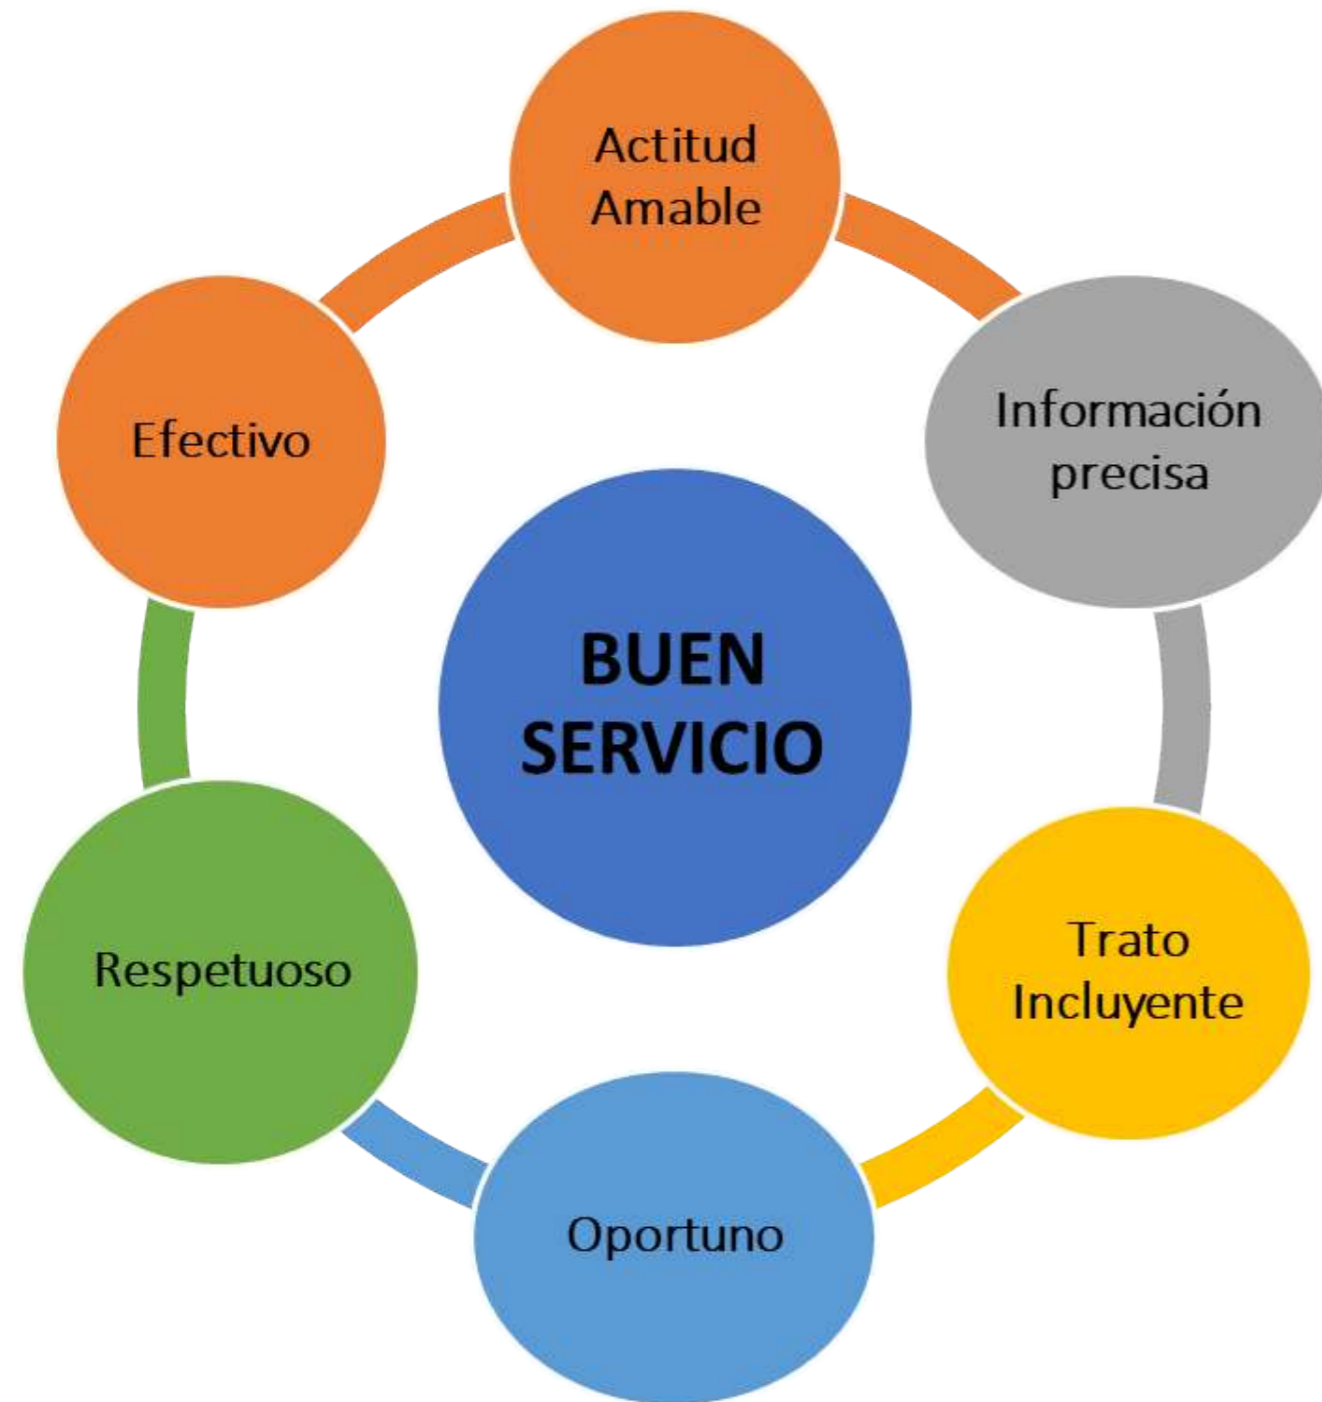 Actitud
Amable
Información
precisa
Trato
Incluyente
Oportuno
Respetuoso
Efectivo
BUEN
SERVICIO